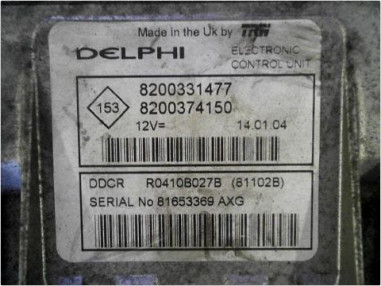 Made in the Uk by TRW
DELPHI
ELECTRONIC
CONTROL UNIT
153
8200331477
8200374150
12V= 14.01.04
DDCR R0410B027B (81102B)
SERIAL No 81653369 AXG